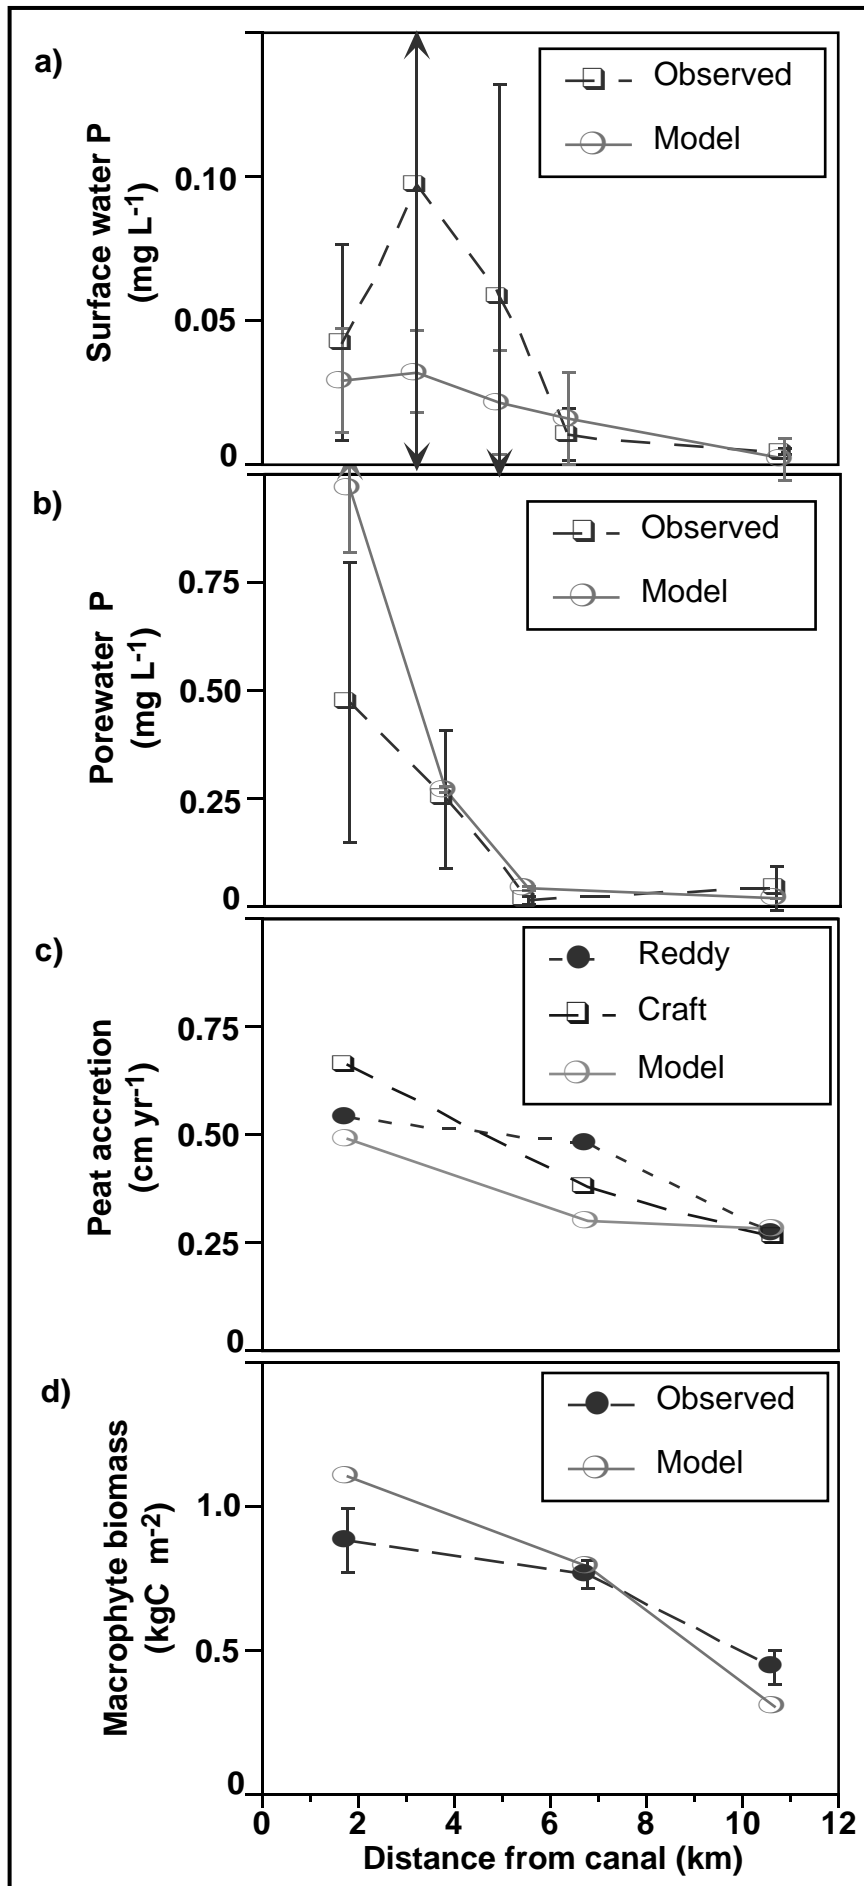 a)
Surface water P
(mg L-1)
0.10
0.05
0
Observed
Model
b)
Porewater P
(mg L-1)
0.75
0.50
0.25
0
Observed
Model
c)
Peat accretion
(cm yr-1)
0.75
0.50
0.25
0
Reddy
Craft
Model
d)
Macrophyte biomass
(kgC m-2)
1.0
0.5
0
Observed
Model
0 2 4 6 8 10 12
Distance from canal (km)